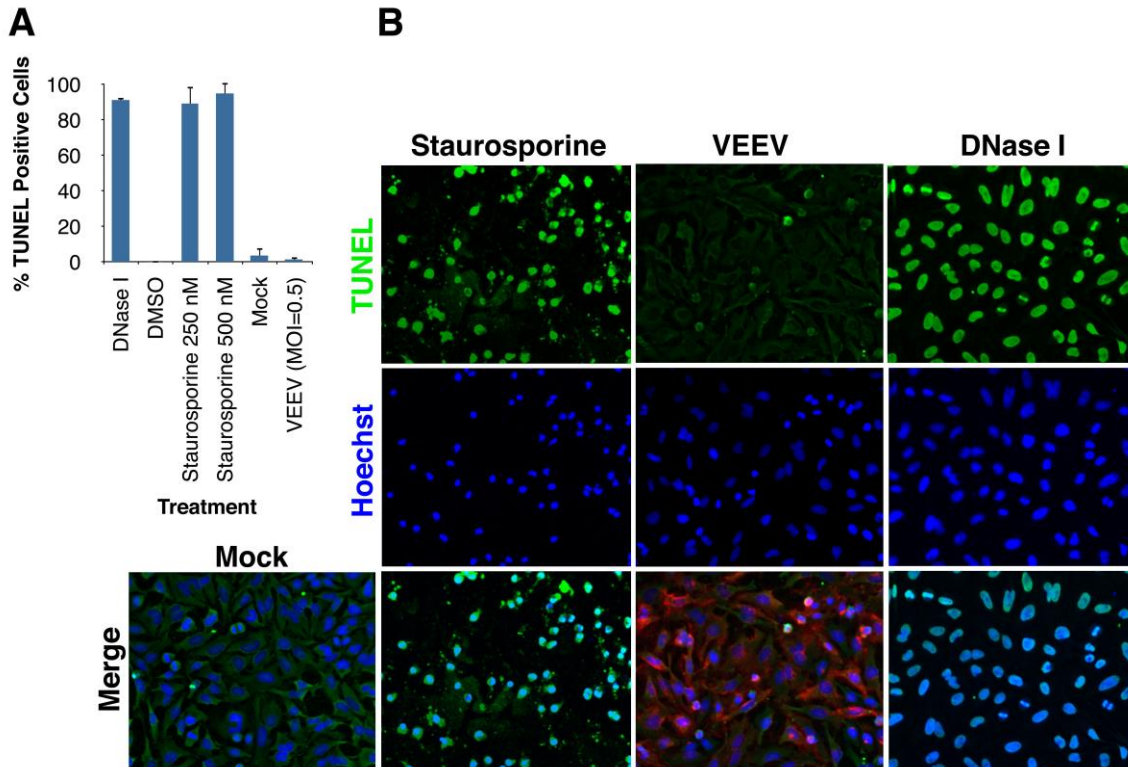 A
B
% TUNEL Positive Cells
100
80
60
40
20
0
DNase I
DMSO
Staurosporine 250 nM
Staurosporine 500 nM
Mock
VEEV (MOI=0.5)
Treatment
Staurosporine
VEEV
DNase I
TUNEL
Hoechst
Mock
Merge